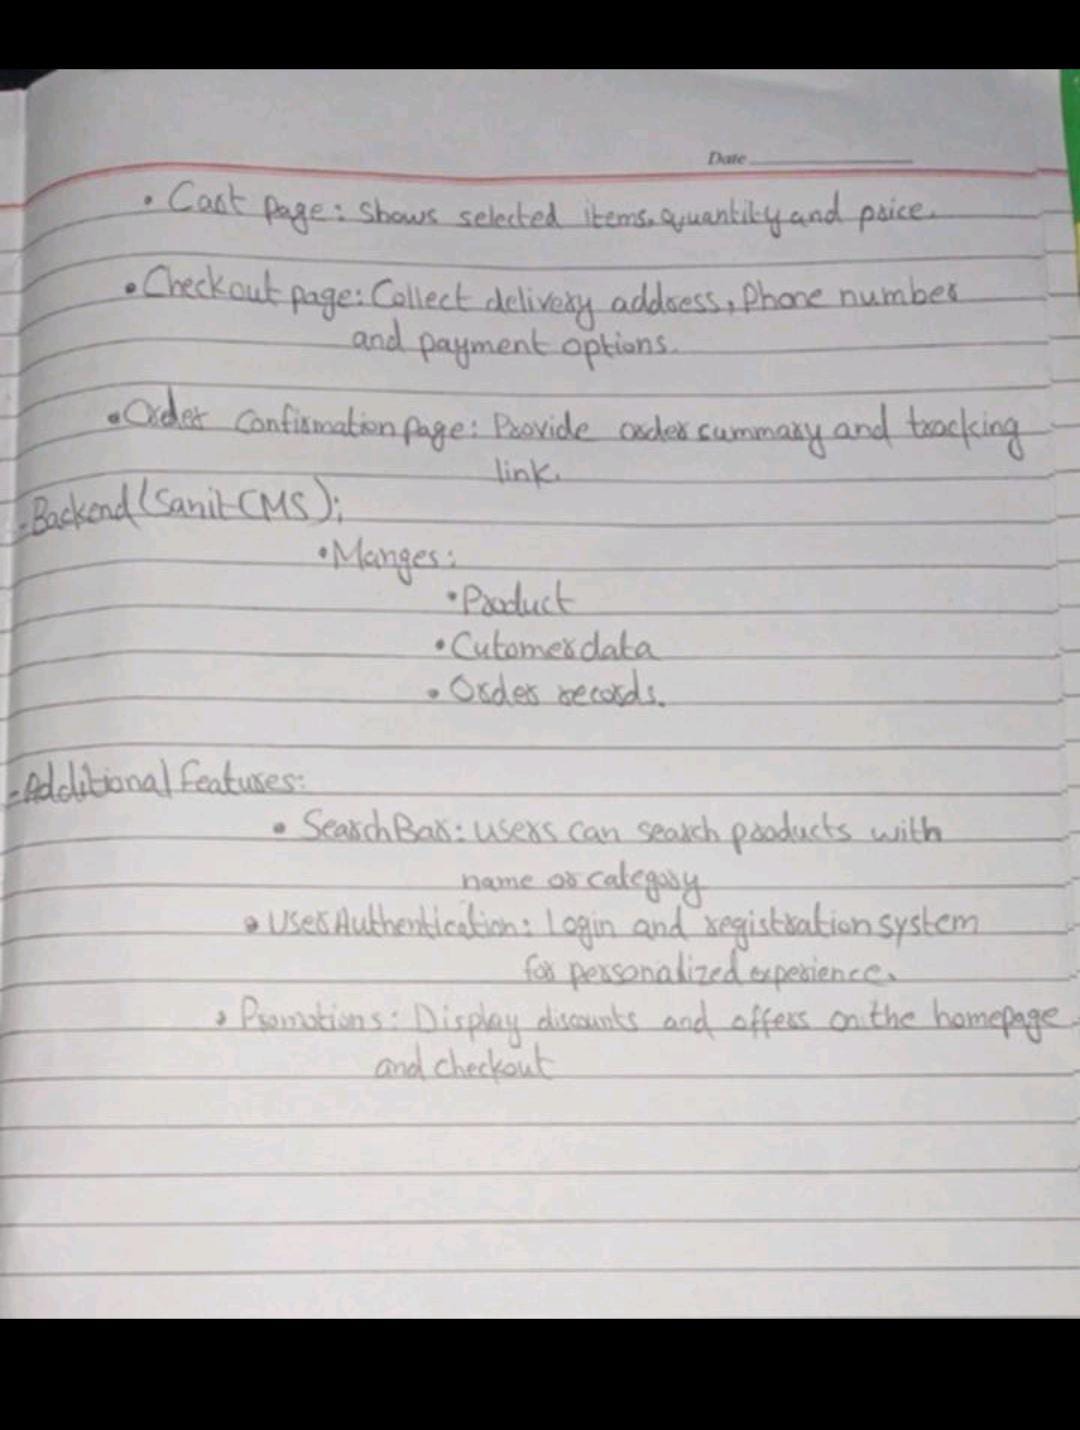 Date
• Cart page: Shows selected items, quantity and price.
• Checkout page: Collect delivery address, Phone number
and payment options.
• Order Confirmation page: Provide order summary and tracking
link.
- Backend (Sanit CMS):
• Manges:
• Product
• Cutomer data
• Order records.
- Additional Features:
• Search Bar: users can search products with
name or category
• User Authentication: Login and registration system
for personalized experience.
• Promotions: Display discounts and offers on the homepage
and checkout